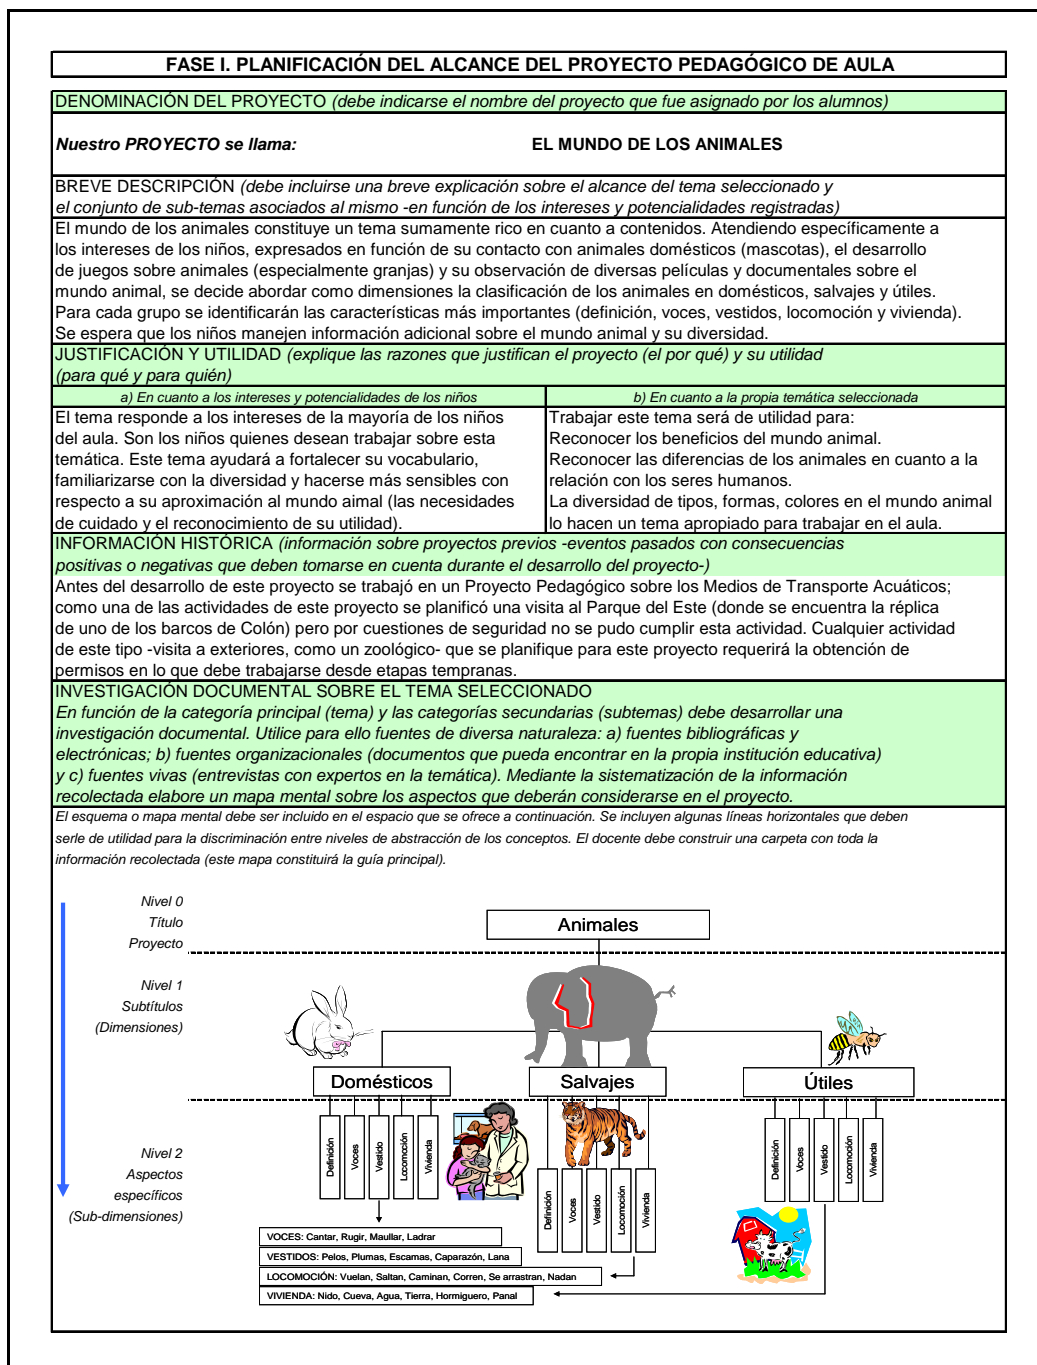 FASE I. PLANIFICACIÓN DEL ALCANCE DEL PROYECTO PEDAGÓGICO DE AULA
DENOMINACIÓN DEL PROYECTO (debe indicarse el nombre del proyecto que fue asignado por los alumnos)
Nuestro PROYECTO se llama: EL MUNDO DE LOS ANIMALES
BREVE DESCRIPCIÓN (debe incluirse una breve explicación sobre el alcance del tema seleccionado y
el conjunto de sub-temas asociados al mismo -en función de los intereses y potencialidades registradas)
El mundo de los animales constituye un tema sumamente rico en cuanto a contenidos. Atendiendo específicamente a
los intereses de los niños, expresados en función de su contacto con animales domésticos (mascotas), el desarrollo
de juegos sobre animales (especialmente granjas) y su observación de diversas películas y documentales sobre el
mundo animal, se decide abordar como dimensiones la clasificación de los animales en domésticos, salvajes y útiles.
Para cada grupo se identificarán las características más importantes (definición, voces, vestidos, locomoción y vivienda).
Se espera que los niños manejen información adicional sobre el mundo animal y su diversidad.
JUSTIFICACIÓN Y UTILIDAD (explique las razones que justifican el proyecto (el por qué) y su utilidad
(para qué y para quién)
a) En cuanto a los intereses y potencialidades de los niños
El tema responde a los intereses de la mayoría de los niños
del aula. Son los niños quienes desean trabajar sobre esta
temática. Este tema ayudará a fortalecer su vocabulario,
familiarizarse con la diversidad y hacerse más sensibles con
respecto a su aproximación al mundo aimal (las necesidades
de cuidado y el reconocimiento de su utilidad).
b) En cuanto a la propia temática seleccionada
Trabajar este tema será de utilidad para:
Reconocer los beneficios del mundo animal.
Reconocer las diferencias de los animales en cuanto a la
relación con los seres humanos.
La diversidad de tipos, formas, colores en el mundo animal
lo hacen un tema apropiado para trabajar en el aula.
INFORMACIÓN HISTÓRICA (información sobre proyectos previos -eventos pasados con consecuencias
positivas o negativas que deben tomarse en cuenta durante el desarrollo del proyecto-)
Antes del desarrollo de este proyecto se trabajó en un Proyecto Pedagógico sobre los Medios de Transporte Acuáticos;
como una de las actividades de este proyecto se planificó una visita al Parque del Este (donde se encuentra la réplica
de uno de los barcos de Colón) pero por cuestiones de seguridad no se pudo cumplir esta actividad. Cualquier actividad
de este tipo -visita a exteriores, como un zoológico- que se planifique para este proyecto requerirá la obtención de
permisos en lo que debe trabajarse desde etapas tempranas.
INVESTIGACIÓN DOCUMENTAL SOBRE EL TEMA SELECCIONADO
En función de la categoría principal (tema) y las categorías secundarias (subtemas) debe desarrollar una
investigación documental. Utilice para ello fuentes de diversa naturaleza: a) fuentes bibliográficas y
electrónicas; b) fuentes organizacionales (documentos que pueda encontrar en la propia institución educativa)
y c) fuentes vivas (entrevistas con expertos en la temática). Mediante la sistematización de la información
recolectada elabore un mapa mental sobre los aspectos que deberán considerarse en el proyecto.
El esquema o mapa mental debe ser incluido en el espacio que se ofrece a continuación. Se incluyen algunas líneas horizontales que deben
serle de utilidad para la discriminación entre niveles de abstracción de los conceptos. El docente debe construir una carpeta con toda la
información recolectada (este mapa constituirá la guía principal).
Nivel 0
Título
Proyecto
Animales
Nivel 1
Subtítulos
(Dimensiones)
Domésticos
Salvajes
Útiles
Nivel 2
Aspectos
específicos
(Sub-dimensiones)
Definición
Voces
Vestido
Locomoción
Vivienda
Definición
Voces
Vestido
Locomoción
Vivienda
Definición
Voces
Vestido
Locomoción
Vivienda
VOCES: Cantar, Rugir, Maullar, Ladrar
VESTIDOS: Pelos, Plumas, Escamas, Caparazón, Lana
LOCOMOCIÓN: Vuelan, Saltan, Caminan, Corren, Se arrastran, Nadan
VIVIENDA: Nido, Cueva, Agua, Tierra, Hormiguero, Panal